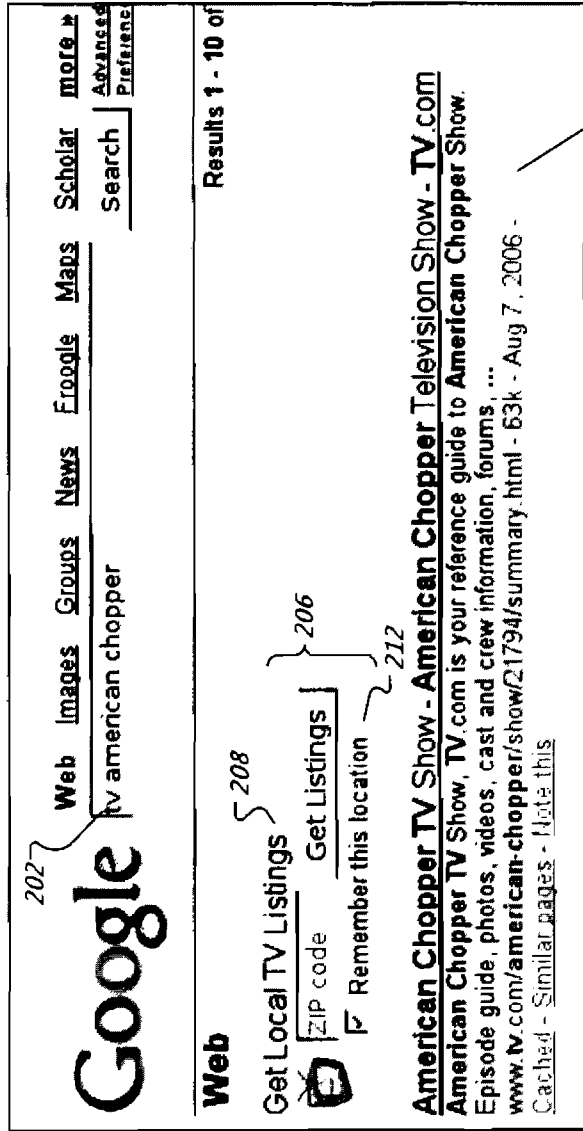 202
Web Images Groups News Froogle Maps Scholar more »
Google tv american chopper Search Advanced
Preferenc
Web Results 1 - 10 of
Get Local TV Listings 208
ZIP code Get Listings 206
Remember this location 212
American Chopper TV Show - American Chopper Television Show - TV.com
American Chopper TV Show, TV.com is your reference guide to American Chopper Show.
Episode guide, photos, videos, cast and crew information, forums, ...
www.tv.com/american-chopper/show/21794/summary.html - 63k - Aug 7, 2006 -
Cached - Similar pages - Note this